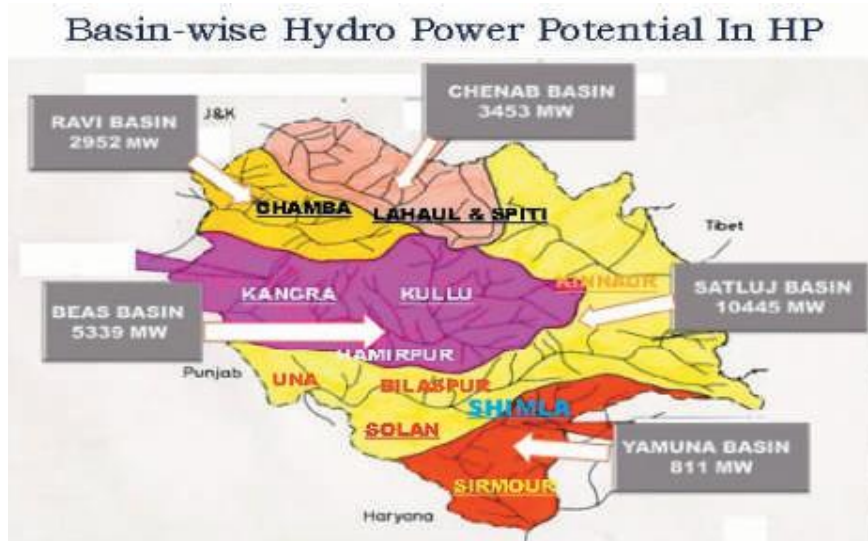 Basin-wise Hydro Power Potential In HP
CHENAB BASIN
3453 MW
RAVI BASIN
2952 MW
J&K
CHAMBA
LAHAUL & SPITI
Tibet
KINNAUR
KANGRA
KULLU
SATLUJ BASIN
10445 MW
BEAS BASIN
5339 MW
HAMIRPUR
Punjab
UNA
BILASPUR
SHIMLA
SOLAN
YAMUNA BASIN
811 MW
SIRMOUR
Haryana